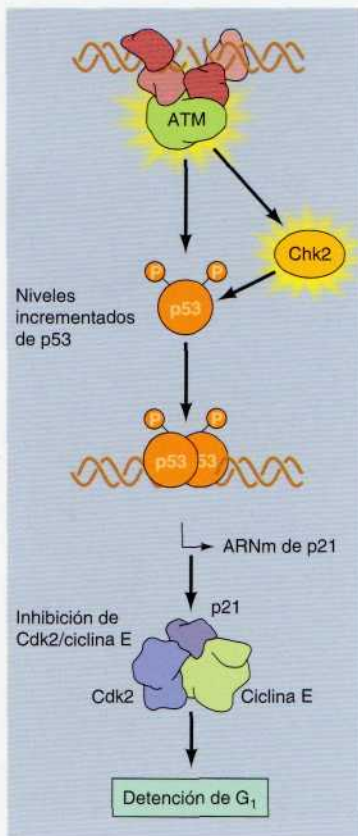 ATM
Chk2
P
P
p53
Niveles
incrementados
de p53
P
P
p53
53
ARNm de p21
p21
Inhibición de
Cdk2/ciclina E
Cdk2
Ciclina E
Detención de G₁